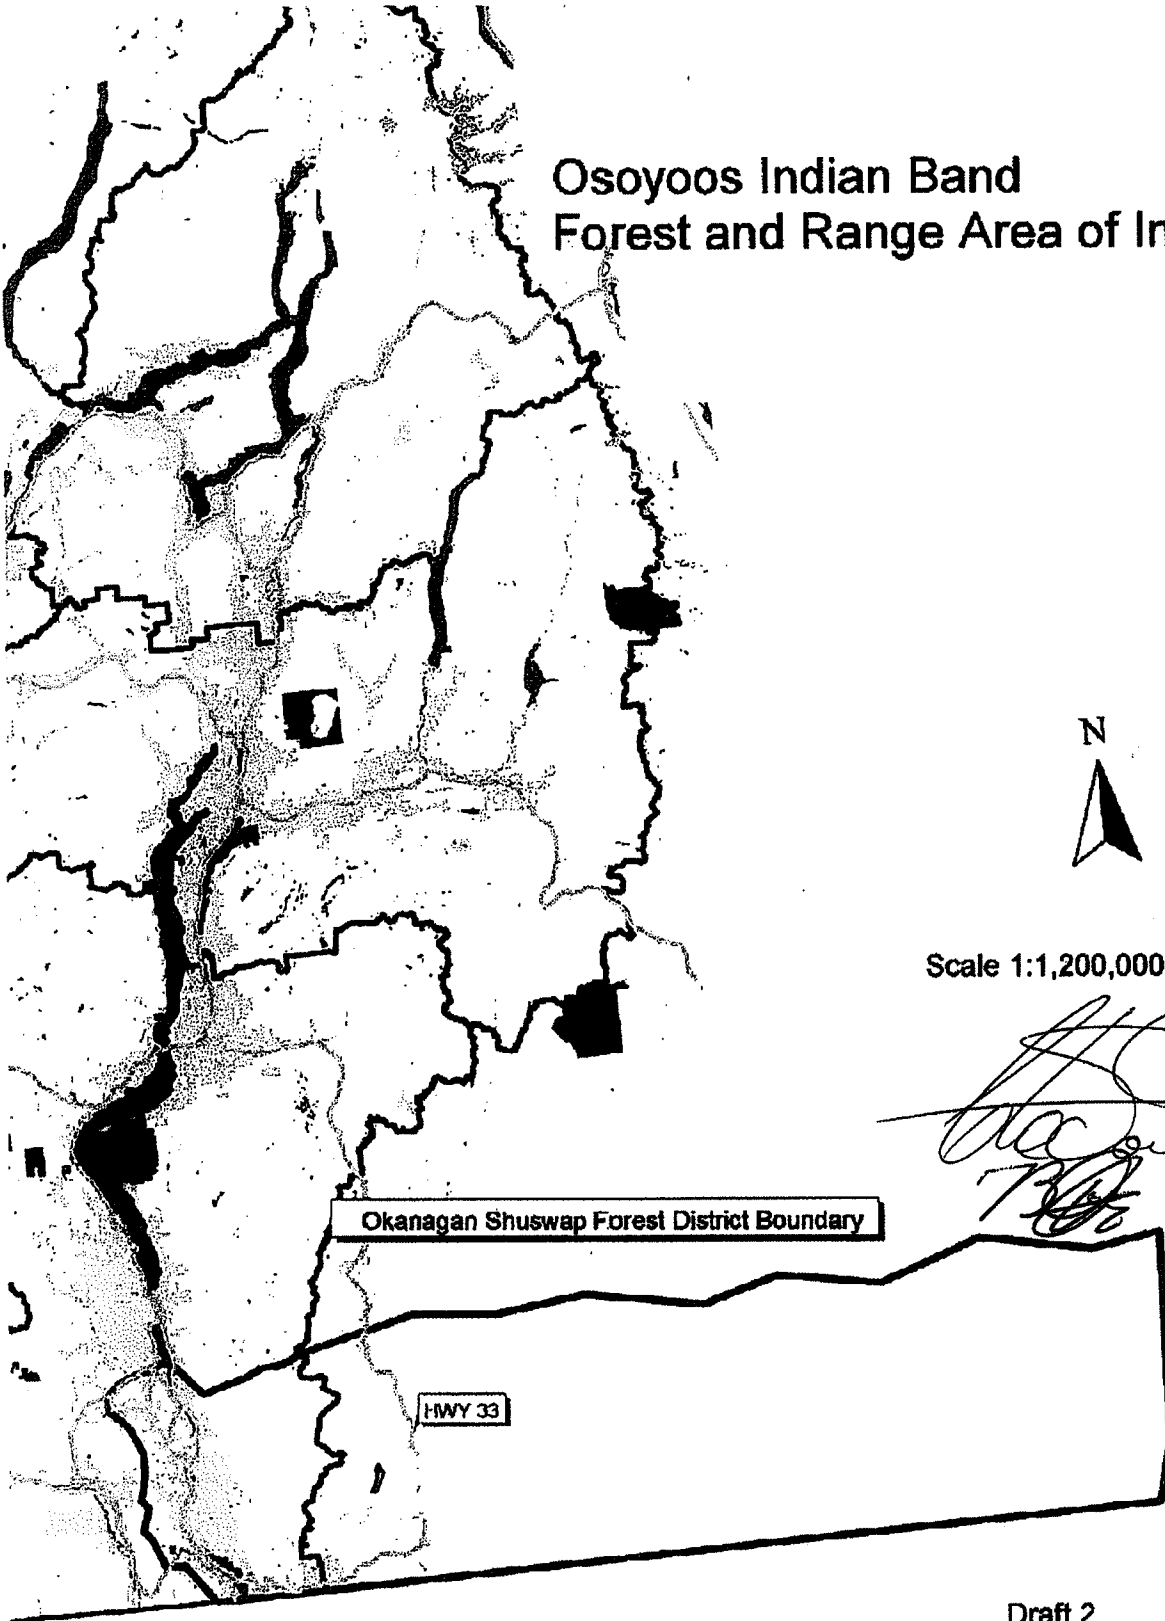 Osoyoos Indian Band
Forest and Range Area of In
N
Scale 1:1,200,000
Okanagan Shuswap Forest District Boundary
HWY 33
Draft 2